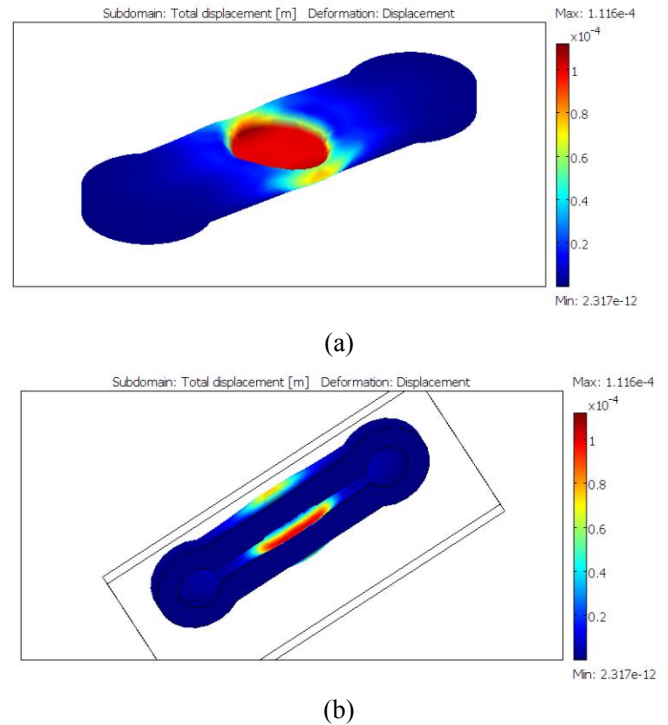 Subdomain: Total displacement [m] Deformation: Displacement
Max: 1.116e-4
×10⁻⁴
1
0.8
0.6
0.4
0.2
Min: 2.317e-12
(a)
Subdomain: Total displacement [m] Deformation: Displacement
Max: 1.116e-4
×10⁻⁴
1
0.8
0.6
0.4
0.2
Min: 2.317e-12
(b)